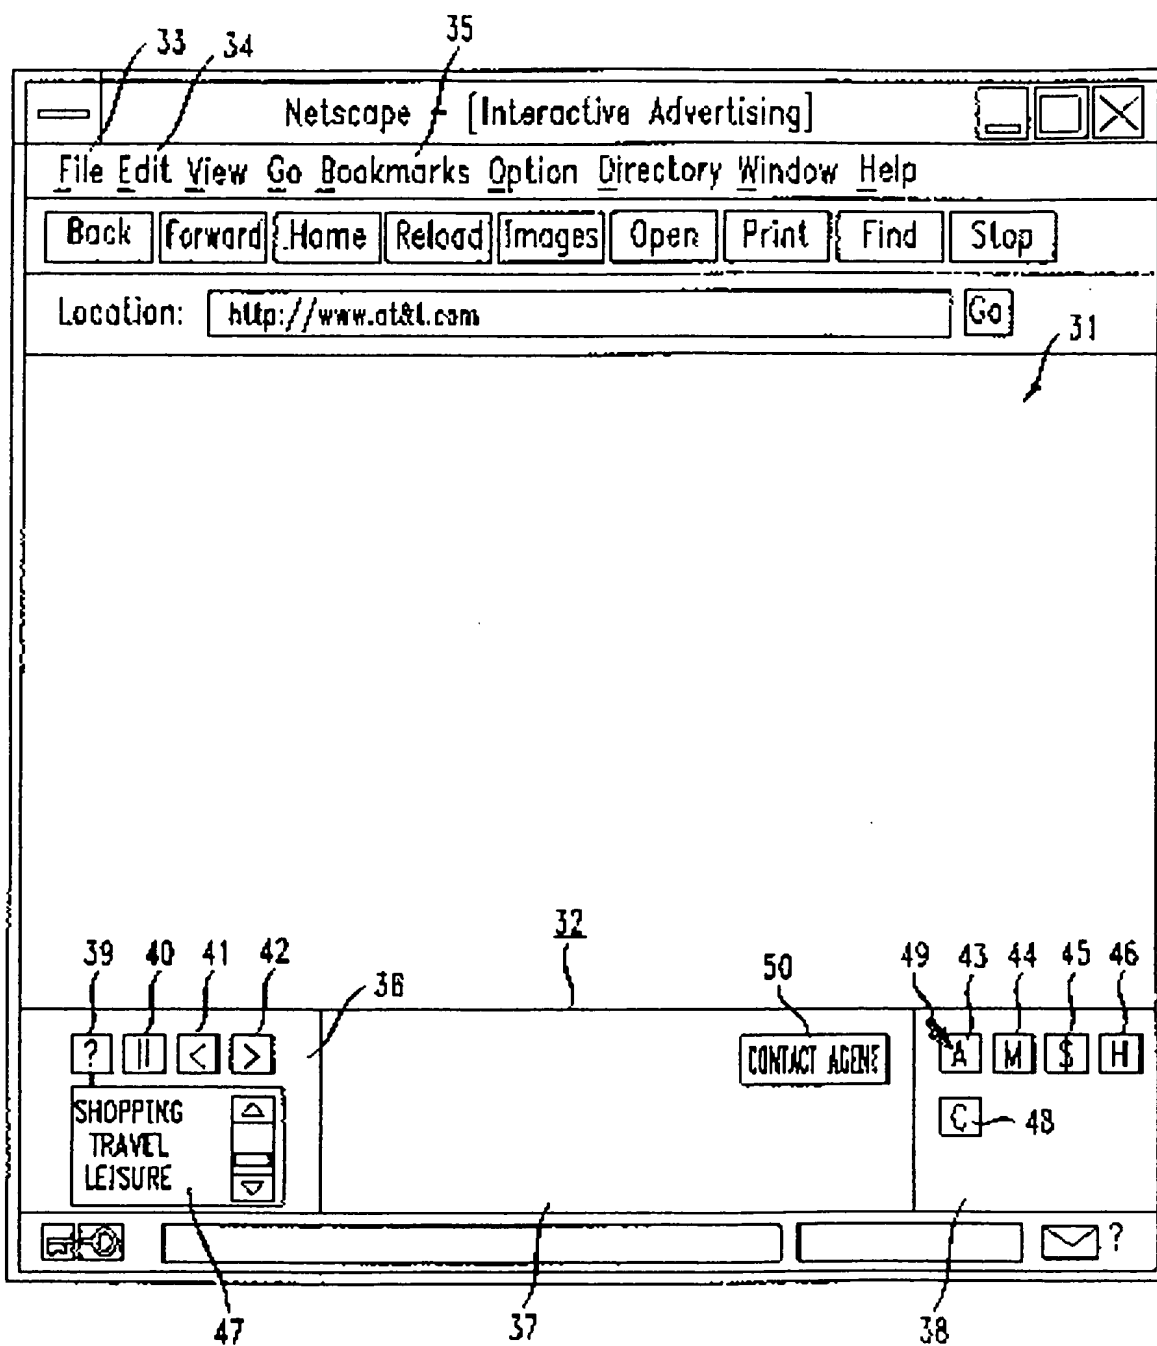 33 34 35
Netscape - [Interactive Advertising]
File Edit View Go Bookmarks Option Directory Window Help
Back Forward Home Reload Images Open Print Find Stop
Location: http://www.at&t.com Go
31
32
39 40 41 42 36 50 49 43 44 45 46
? || < > CONTACT AGENT A M $ H
SHOPPING
TRAVEL
LEISURE
C 48
?
47 37 38